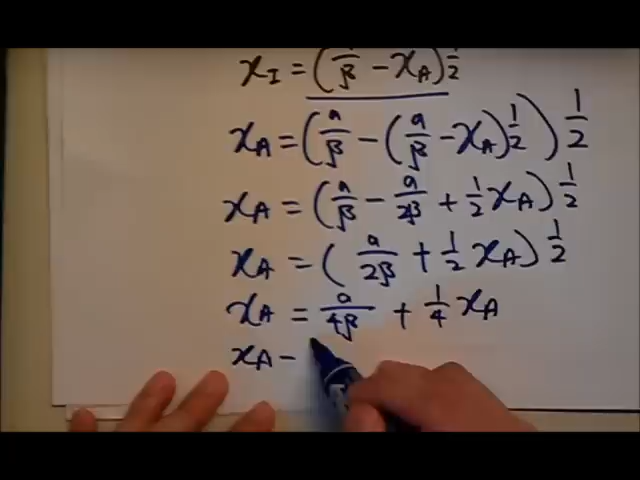 x_I = (a/β - x_A) 1/2
x_A = (a/β - (a/β - x_A) 1/2) 1/2
x_A = (a/β - a/2β + 1/2 x_A) 1/2
x_A = (a/2β + 1/2 x_A) 1/2
x_A = a/4β + 1/4 x_A
x_A -